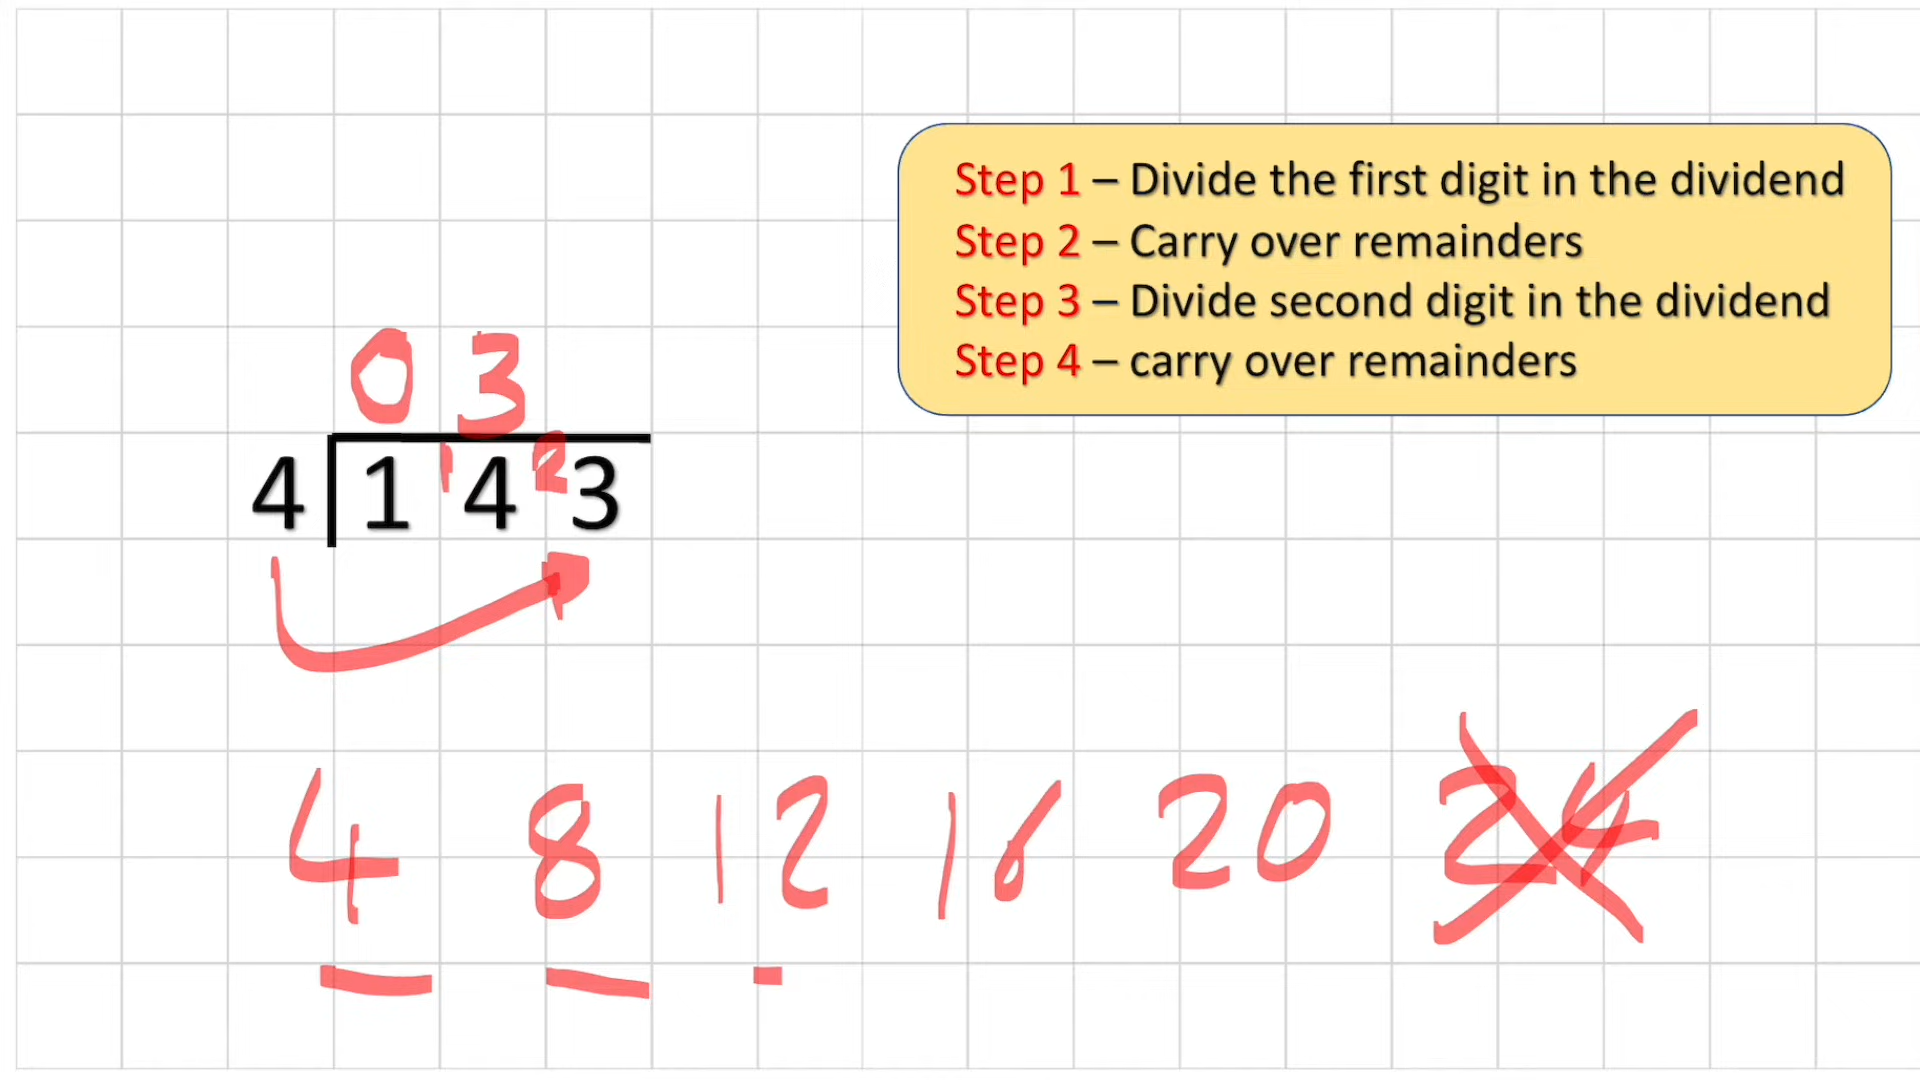 Step 1 – Divide the first digit in the dividend
Step 2 – Carry over remainders
Step 3 – Divide second digit in the dividend
Step 4 – carry over remainders
0 3
4 1 1 4 2 3
4 8 12 16 20 24